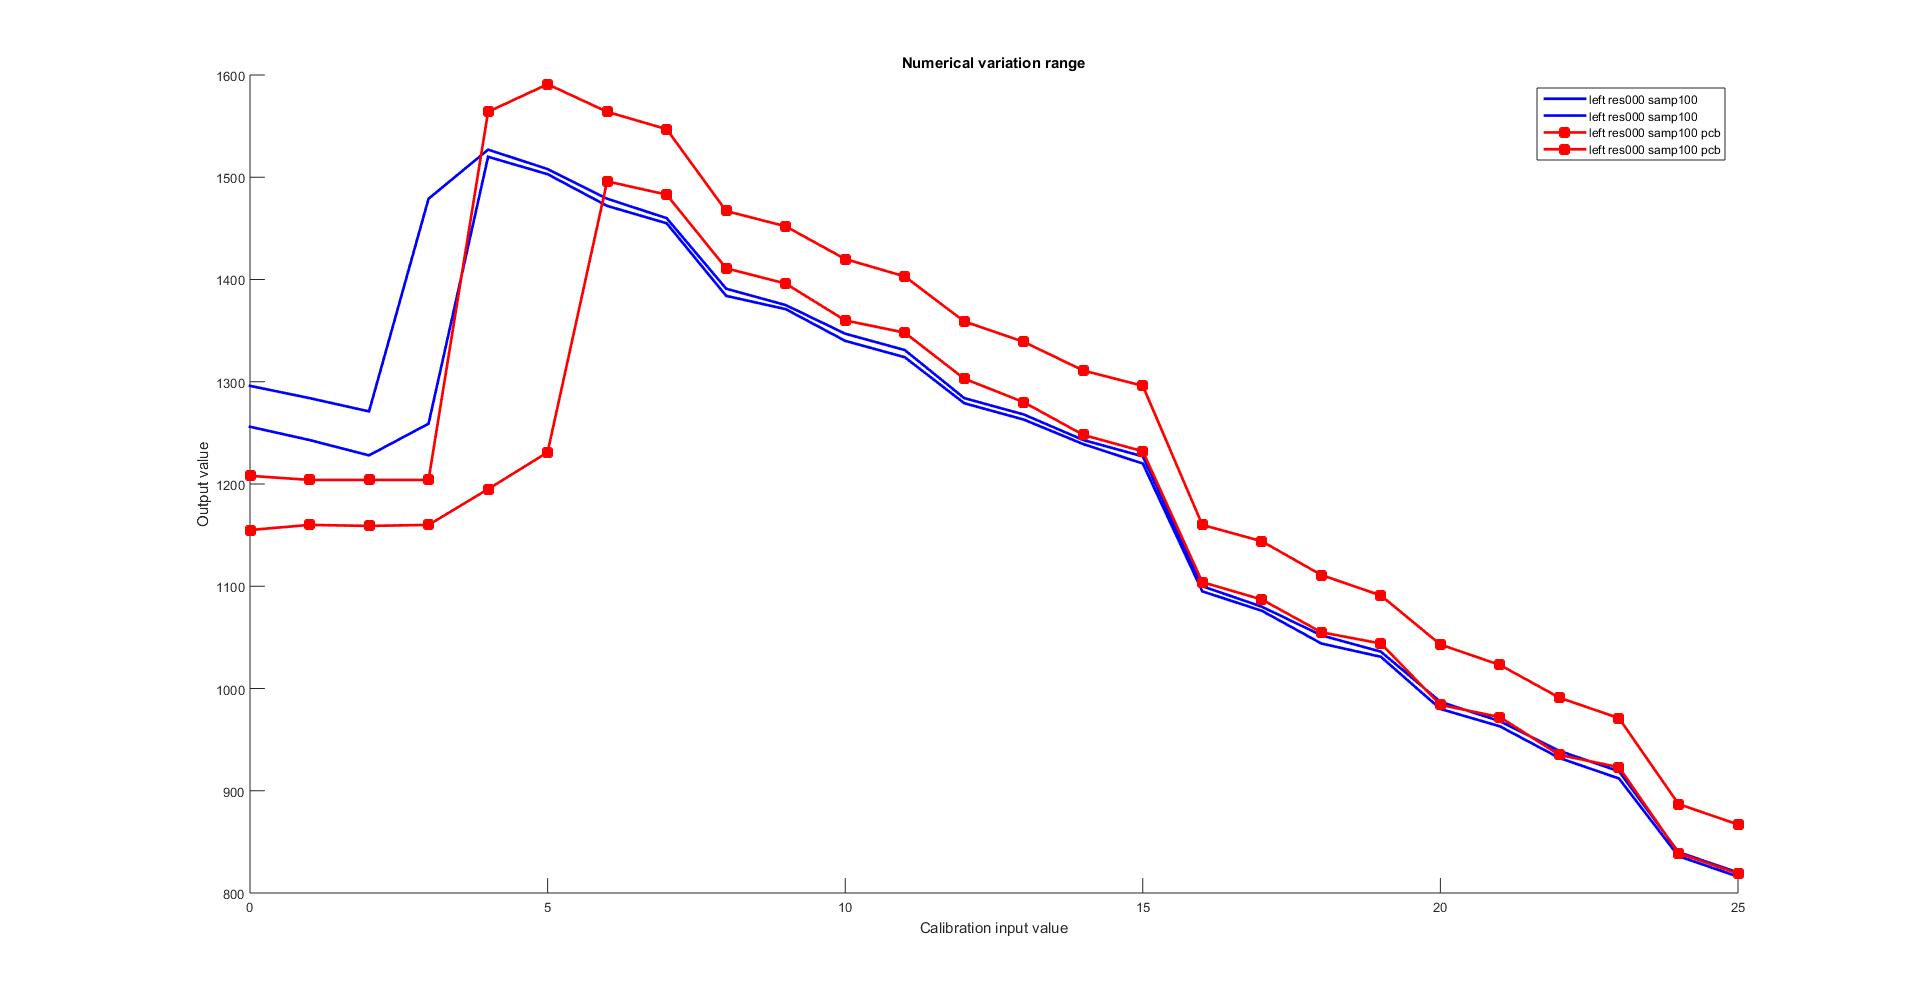 Numerical variation range
1600
1500
1400
1300
1200
1100
1000
900
800
Output value
left res000 samp100
left res000 samp100
left res000 samp100 pcb
left res000 samp100 pcb
0 5 10 15 20 25
Calibration input value